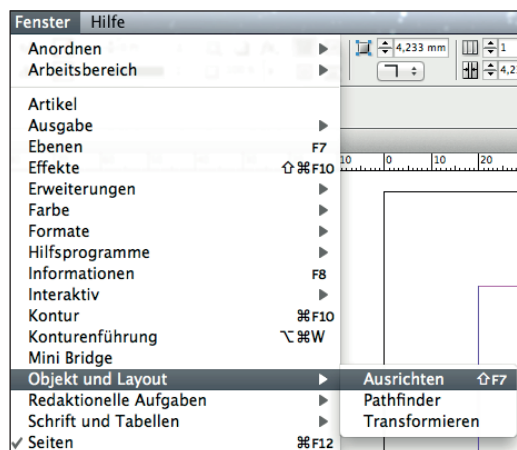 Fenster Hilfe
Anordnen
Arbeitsbereich
4,233 mm
1
4,2
Artikel
Ausgabe
Ebenen F7
Effekte ⇧⌘F10
Erweiterungen
Farbe
Formate
Hilfsprogramme
Informationen F8
Interaktiv
Kontur ⌘F10
Konturenführung ⌥⌘W
Mini Bridge
Objekt und Layout
Redaktionelle Aufgaben
Schrift und Tabellen
✓ Seiten ⌘F12
10 0 10 20
Ausrichten ⇧F7
Pathfinder
Transformieren